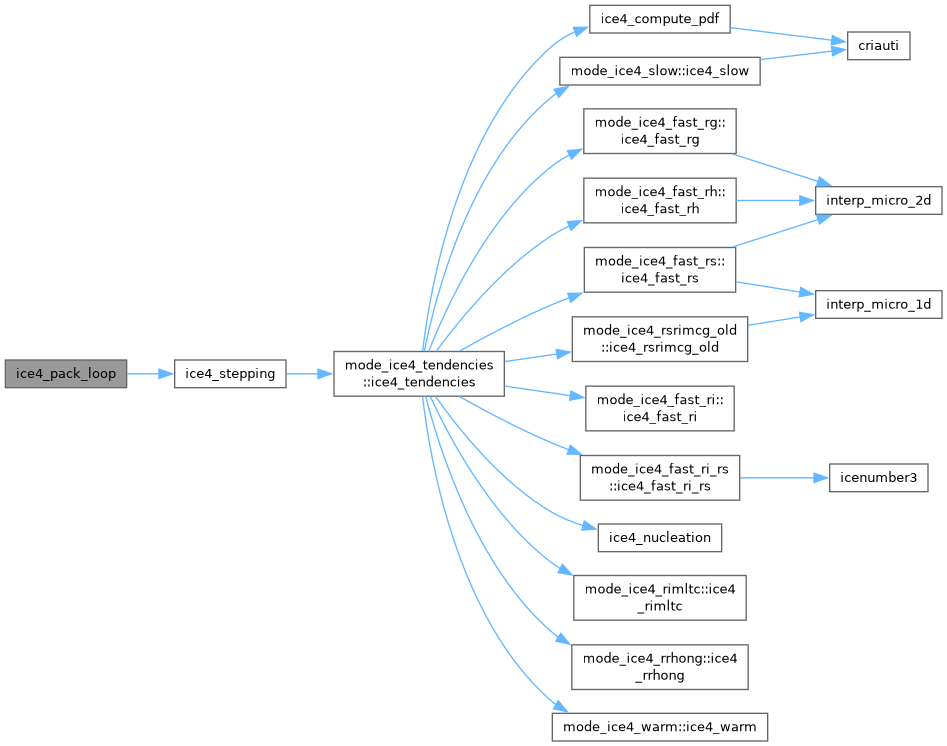 ice4_pack_loop
ice4_stepping
mode_ice4_tendencies
::ice4_tendencies
ice4_compute_pdf
mode_ice4_slow::ice4_slow
mode_ice4_fast_rg::
ice4_fast_rg
mode_ice4_fast_rh::
ice4_fast_rh
mode_ice4_fast_rs::
ice4_fast_rs
mode_ice4_rsrimcg_old
::ice4_rsrimcg_old
mode_ice4_fast_ri::
ice4_fast_ri
mode_ice4_fast_ri_rs
::ice4_fast_ri_rs
ice4_nucleation
mode_ice4_rimltc::ice4
_rimltc
mode_ice4_rrhong::ice4
_rrhong
mode_ice4_warm::ice4_warm
criauti
interp_micro_2d
interp_micro_1d
icenumber3